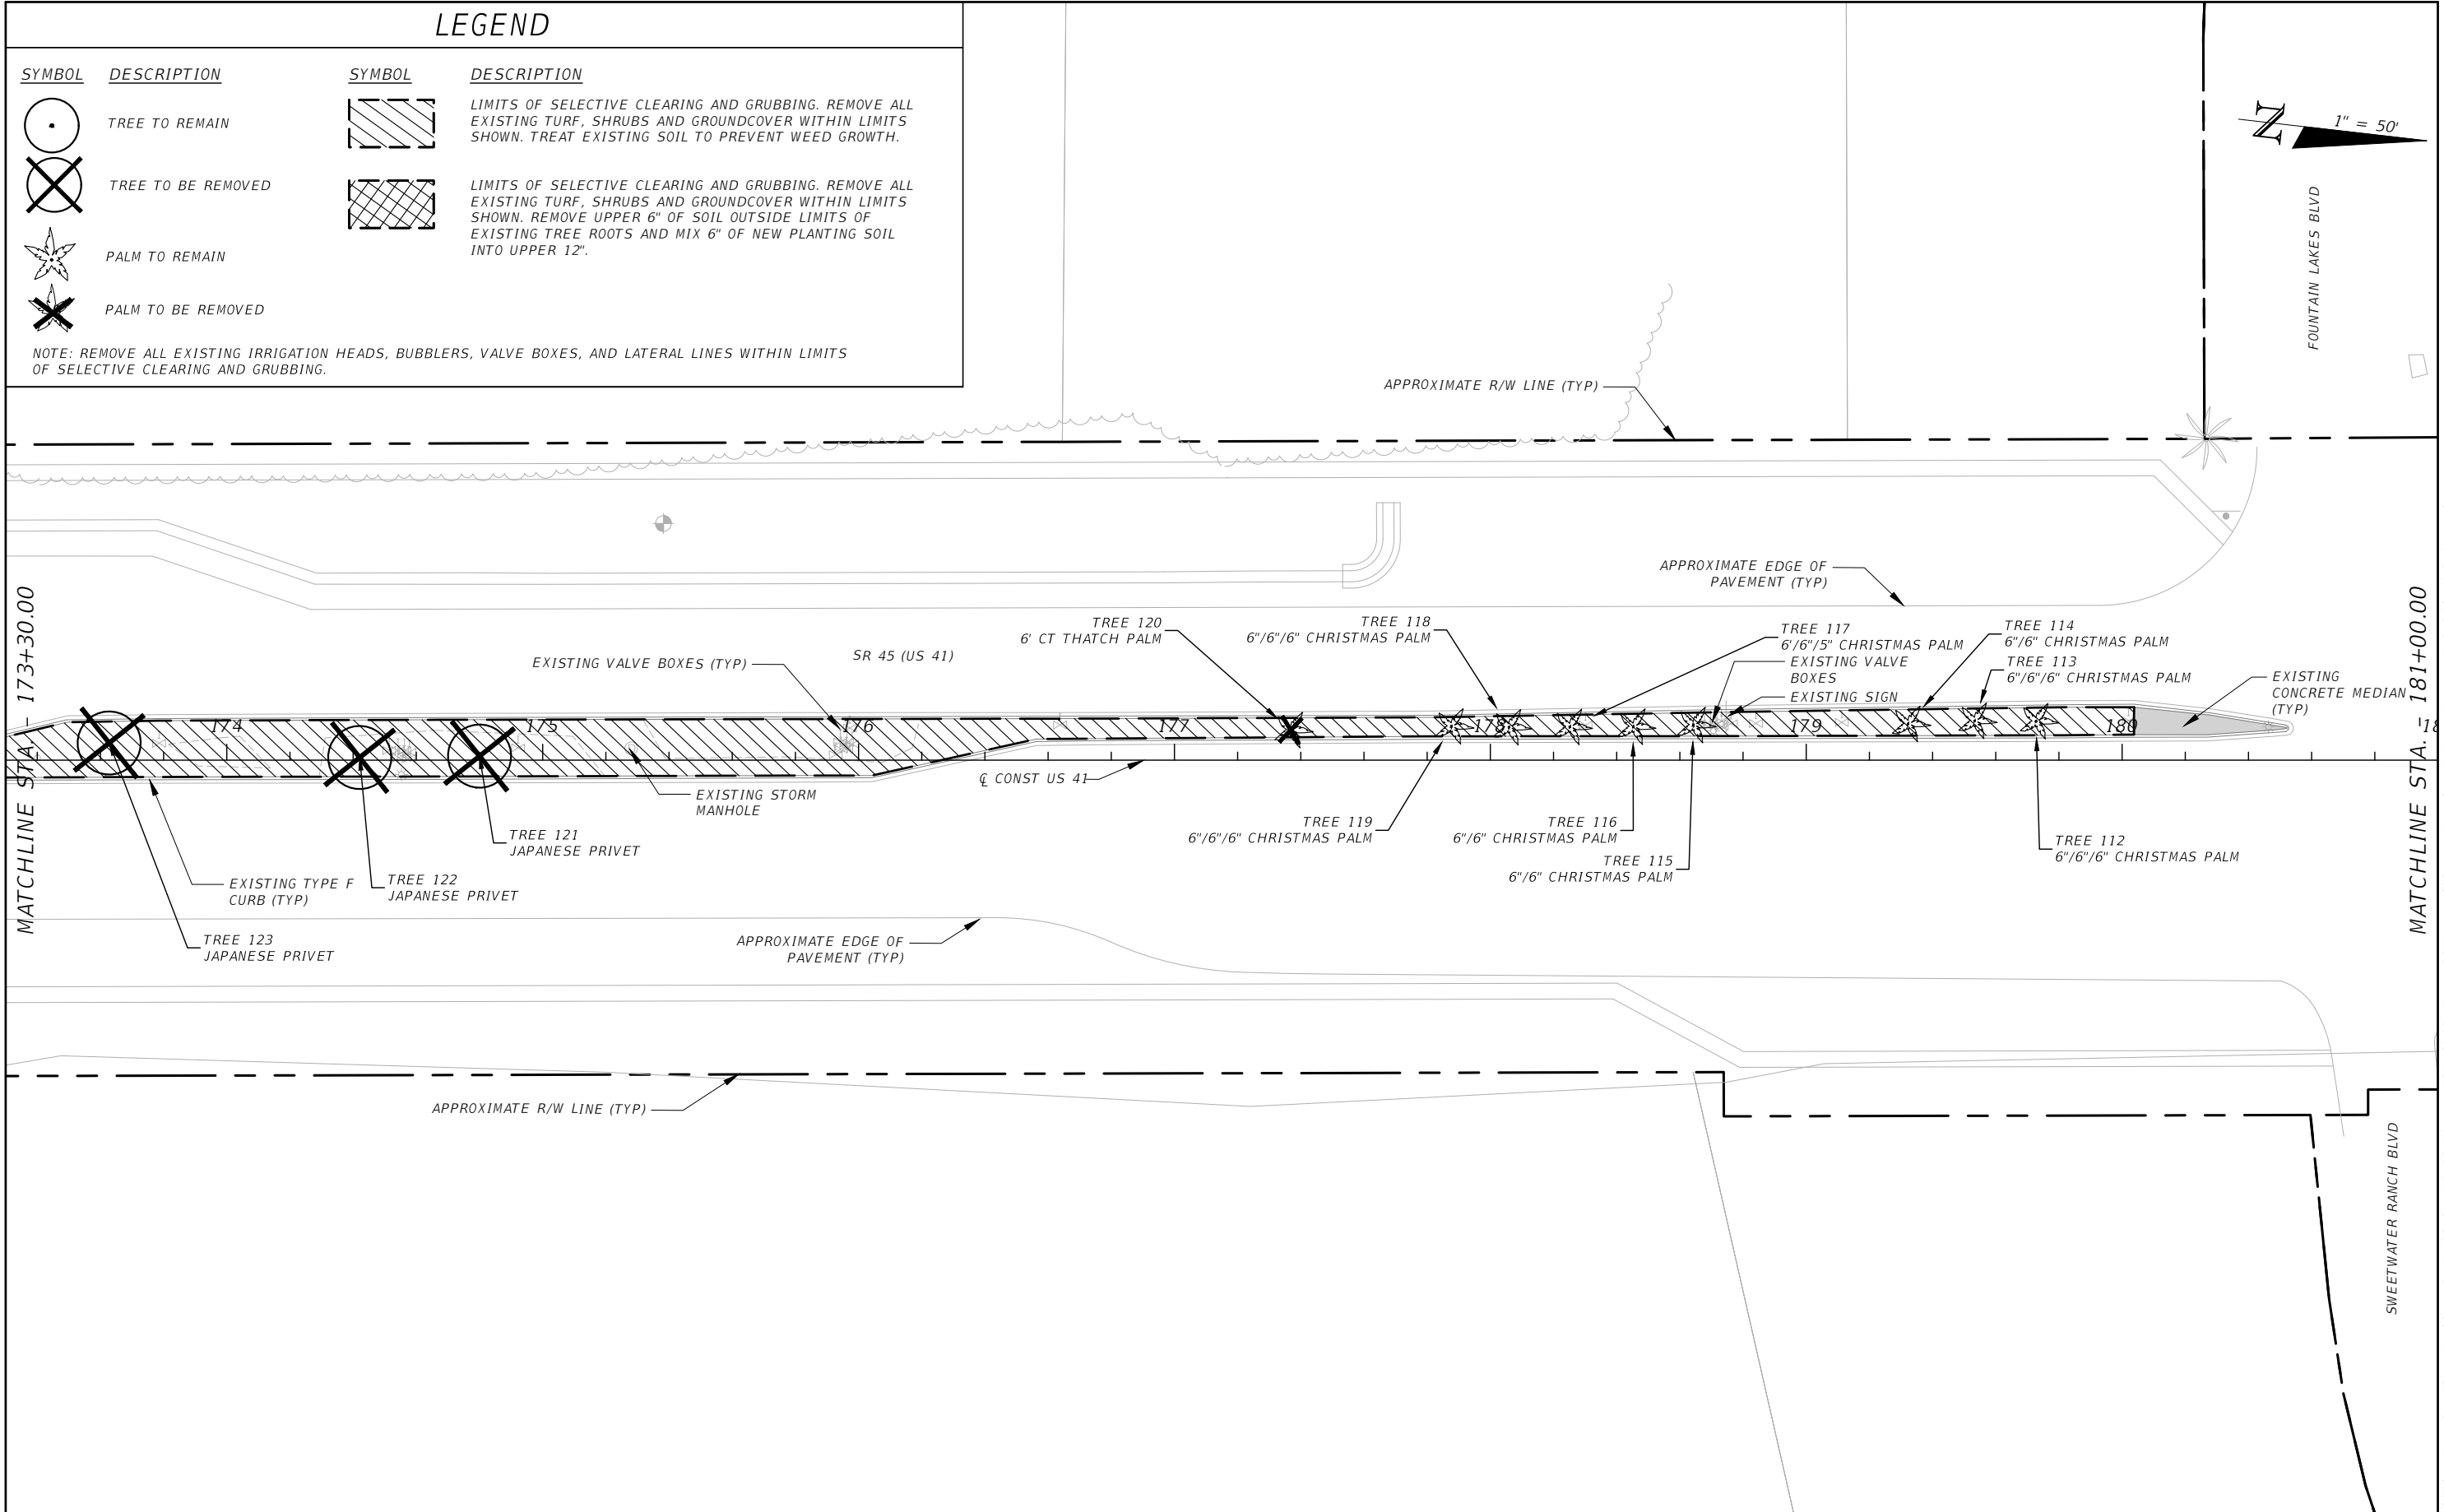 LEGEND
SYMBOL DESCRIPTION SYMBOL DESCRIPTION
TREE TO REMAIN
TREE TO BE REMOVED
PALM TO REMAIN
PALM TO BE REMOVED
LIMITS OF SELECTIVE CLEARING AND GRUBBING. REMOVE ALL
EXISTING TURF, SHRUBS AND GROUNDCOVER WITHIN LIMITS
SHOWN. TREAT EXISTING SOIL TO PREVENT WEED GROWTH.
LIMITS OF SELECTIVE CLEARING AND GRUBBING. REMOVE ALL
EXISTING TURF, SHRUBS AND GROUNDCOVER WITHIN LIMITS
SHOWN. REMOVE UPPER 6" OF SOIL OUTSIDE LIMITS OF
EXISTING TREE ROOTS AND MIX 6" OF NEW PLANTING SOIL
INTO UPPER 12".
NOTE: REMOVE ALL EXISTING IRRIGATION HEADS, BUBBLERS, VALVE BOXES, AND LATERAL LINES WITHIN LIMITS
OF SELECTIVE CLEARING AND GRUBBING.
N
1" = 50'
FOUNTAIN LAKES BLVD
APPROXIMATE R/W LINE (TYP)
APPROXIMATE EDGE OF
PAVEMENT (TYP)
MATCHLINE STA. - 173+30.00
MATCHLINE STA. - 181+00.00
TREE 120
6' CT THATCH PALM
TREE 118
6"/6"/6" CHRISTMAS PALM
TREE 117
6'/6"/5" CHRISTMAS PALM
TREE 114
6"/6" CHRISTMAS PALM
EXISTING VALVE
BOXES
TREE 113
6"/6"/6" CHRISTMAS PALM
EXISTING SIGN
EXISTING
CONCRETE MEDIAN
(TYP)
EXISTING VALVE BOXES (TYP)
SR 45 (US 41)
174
175
176
177
178
179
180
18
℄ CONST US 41
EXISTING STORM
MANHOLE
TREE 121
JAPANESE PRIVET
TREE 122
JAPANESE PRIVET
EXISTING TYPE F
CURB (TYP)
TREE 123
JAPANESE PRIVET
TREE 119
6"/6"/6" CHRISTMAS PALM
TREE 116
6"/6" CHRISTMAS PALM
TREE 115
6"/6" CHRISTMAS PALM
TREE 112
6"/6"/6" CHRISTMAS PALM
APPROXIMATE EDGE OF
PAVEMENT (TYP)
APPROXIMATE R/W LINE (TYP)
SWEETWATER RANCH BLVD